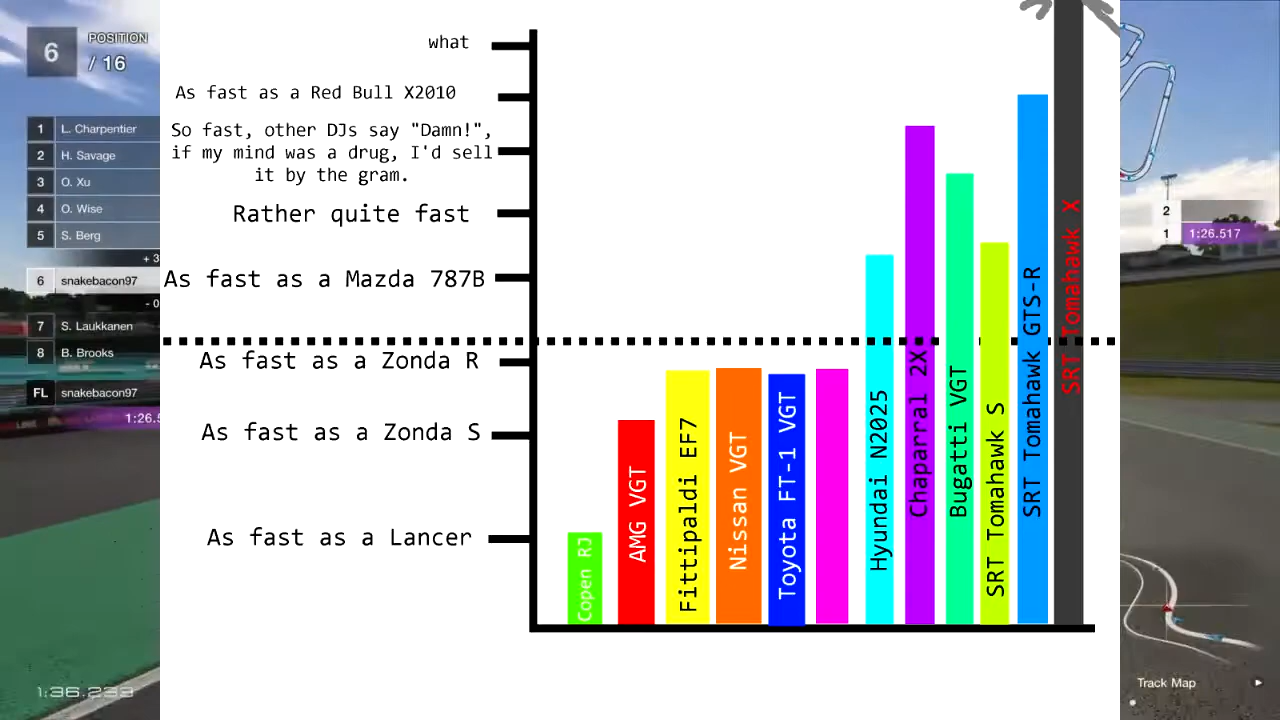 6
POSITION
/ 16
1 L. Charpentier
2 H. Savage
3 O. Xu
4 O. Wise
5 S. Berg
+ 3
6 snakebacon97
- 0
7 S. Laukkanen
8 B. Brooks
FL snakebacon97
1:26.5
1:36.233
what
As fast as a Red Bull X2010
So fast, other DJs say "Damn!",
if my mind was a drug, I'd sell
it by the gram.
Rather quite fast
As fast as a Mazda 787B
As fast as a Zonda R
As fast as a Zonda S
As fast as a Lancer
Copen RJ
AMG VGT
Fittipaldi EF7
Nissan VGT
Toyota FT-1 VGT
Hyundai N2025
Chaparral 2X
Bugatti VGT
SRT Tomahawk S
SRT Tomahawk GTS-R
SRT Tomahawk X
2
1 1:26.517
Track Map